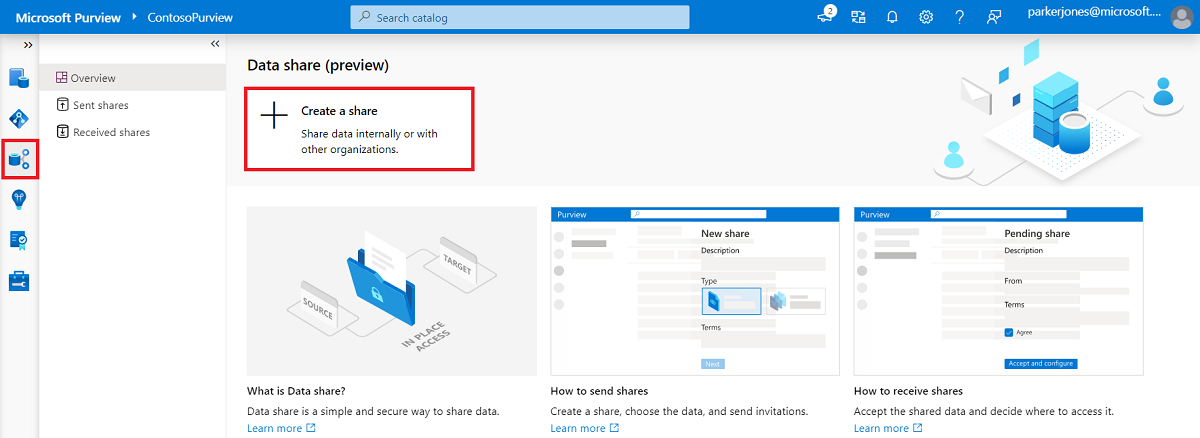 Microsoft Purview ContosoPurview
Search catalog
2
parkerjones@microsoft....
Overview
Sent shares
Received shares
Data share (preview)
Create a share
Share data internally or with
other organizations.
SOURCE
TARGET
IN PLACE
ACCESS
Purview
New share
Description
Type
Terms
Next
Purview
Pending share
Description
From
Terms
Agree
Accept and configure
What is Data share?
Data share is a simple and secure way to share data.
Learn more
How to send shares
Create a share, choose the data, and send invitations.
Learn more
How to receive shares
Accept the shared data and decide where to access it.
Learn more